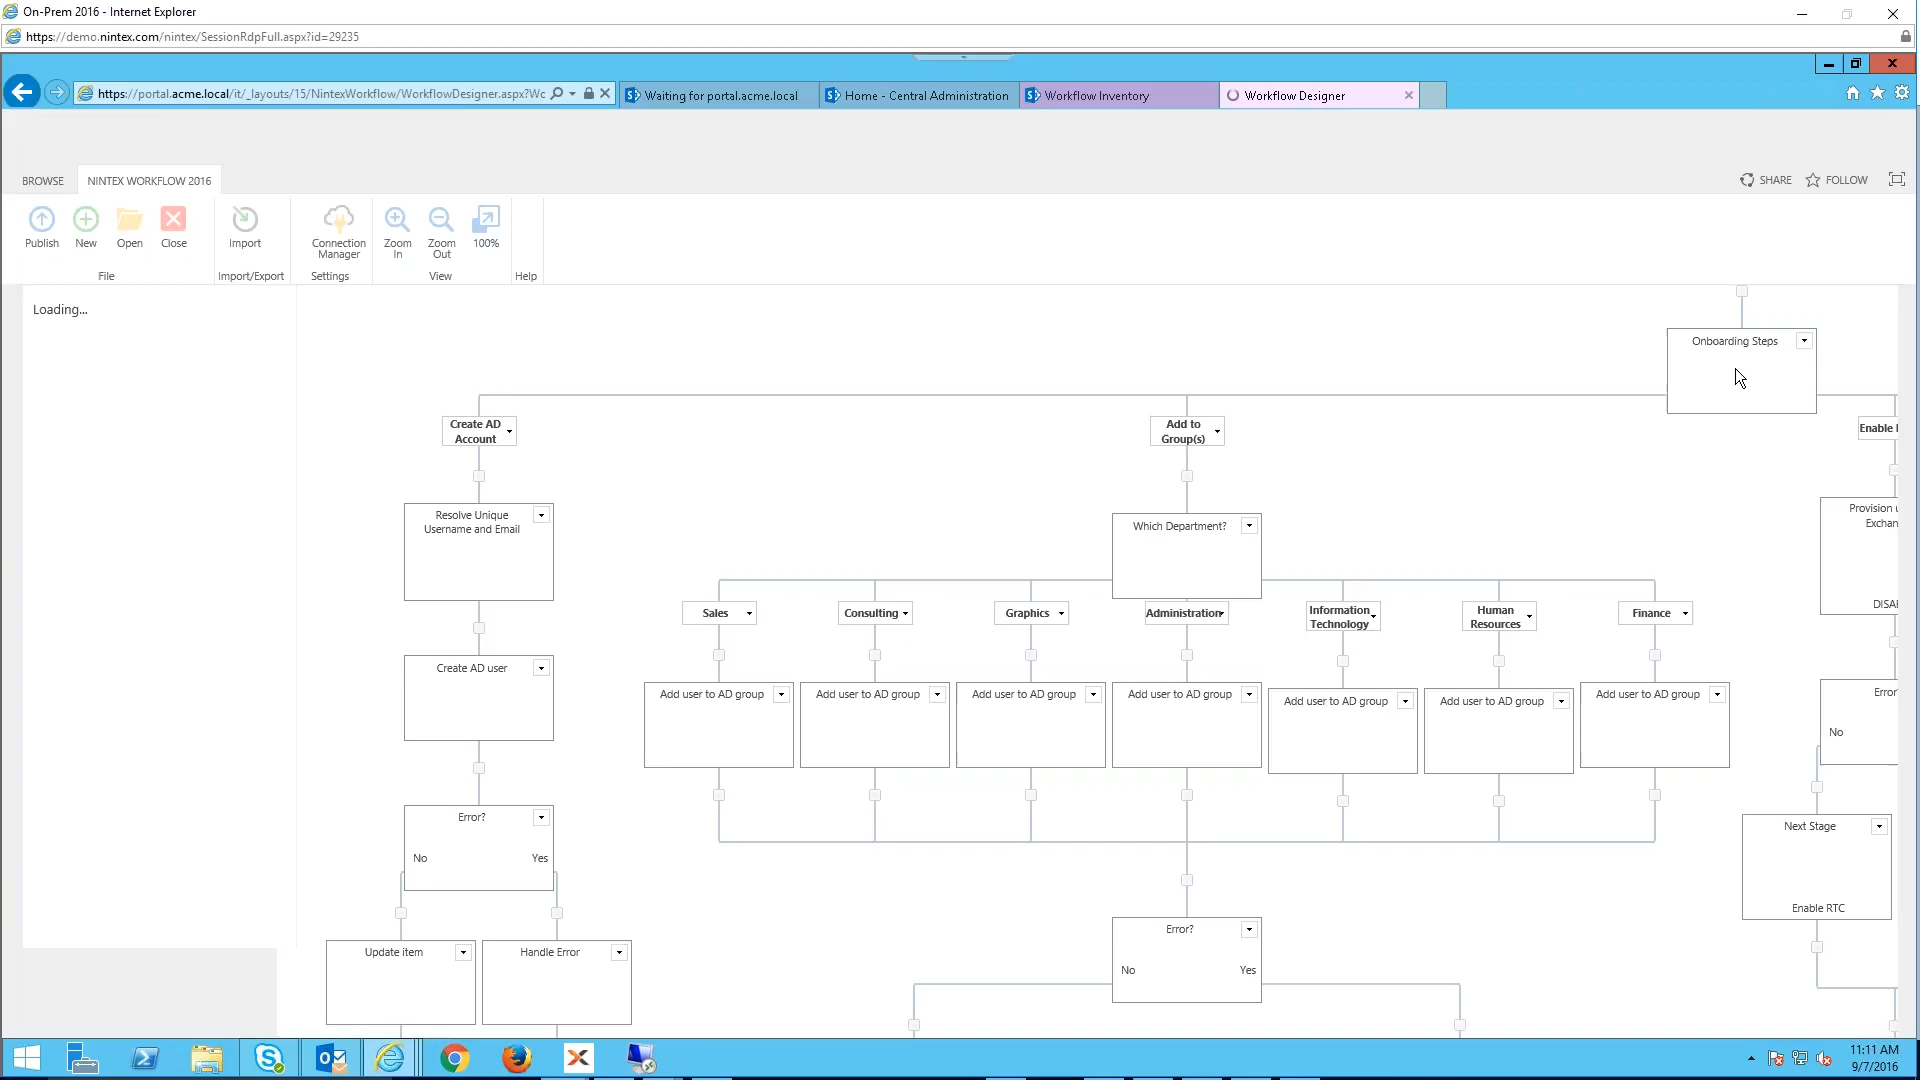 On-Prem 2016 - Internet Explorer
https://demo.nintex.com/nintex/SessionRdpFull.aspx?id=29235
https://portal.acme.local/it/_layouts/15/NintexWorkflow/WorkflowDesigner.aspx?Wc
Waiting for portal.acme.local
Home - Central Administration
Workflow Inventory
Workflow Designer
BROWSE
NINTEX WORKFLOW 2016
SHARE
FOLLOW
Publish
New
Open
Close
Import
Connection
Manager
Zoom
In
Zoom
Out
100%
File
Import/Export
Settings
View
Help
Loading...
Onboarding Steps
Create AD
Account
Add to
Group(s)
Enable
Resolve Unique
Username and Email
Which Department?
Provision
Exchan
DISA
Sales
Consulting
Graphics
Administration
Information
Technology
Human
Resources
Finance
Create AD user
Add user to AD group
Add user to AD group
Add user to AD group
Add user to AD group
Add user to AD group
Add user to AD group
Add user to AD group
Error
No
Error?
No
Yes
Next Stage
Enable RTC
Update item
Handle Error
Error?
No
Yes
11:11 AM
9/7/2016